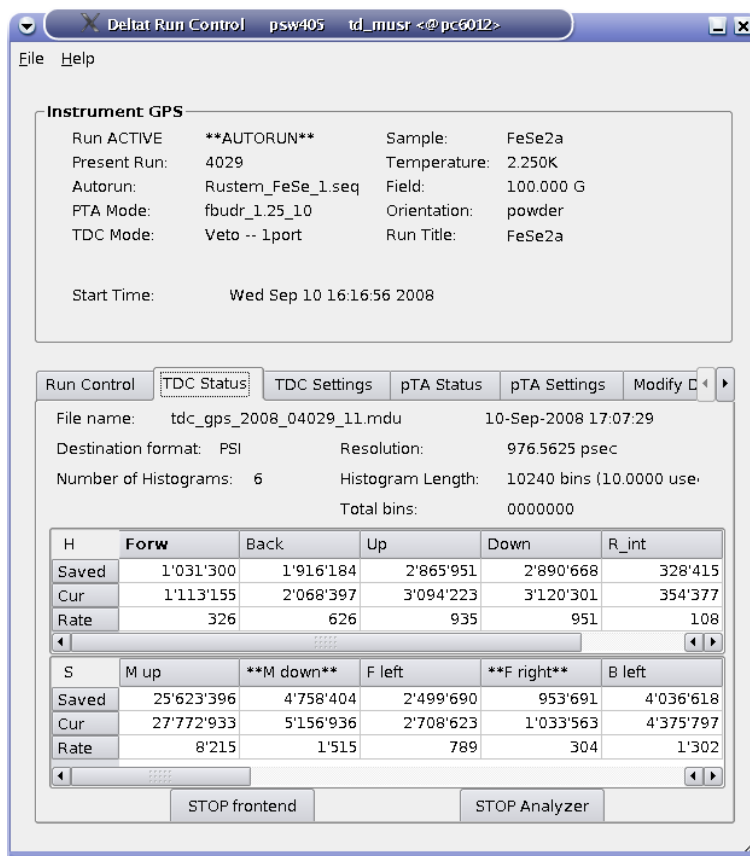 Deltat Run Control psw405 td_musr <@pc6012>
File Help
Instrument GPS
Run ACTIVE **AUTORUN** Sample: FeSe2a
Present Run: 4029 Temperature: 2.250K
Autorun: Rustem_FeSe_1.seq Field: 100.000 G
PTA Mode: fbudr_1.25_10 Orientation: powder
TDC Mode: Veto -- 1port Run Title: FeSe2a
Start Time: Wed Sep 10 16:16:56 2008
Run Control TDC Status TDC Settings pTA Status pTA Settings Modify D
File name: tdc_gps_2008_04029_11.mdu 10-Sep-2008 17:07:29
Destination format: PSI Resolution: 976.5625 psec
Number of Histograms: 6 Histogram Length: 10240 bins (10.0000 use
Total bins: 0000000
H Forw Back Up Down R_int
Saved 1'031'300 1'916'184 2'865'951 2'890'668 328'415
Cur 1'113'155 2'068'397 3'094'223 3'120'301 354'377
Rate 326 626 935 951 108
S M up **M down** F left **F right** B left
Saved 25'623'396 4'758'404 2'499'690 953'691 4'036'618
Cur 27'772'933 5'156'936 2'708'623 1'033'563 4'375'797
Rate 8'215 1'515 789 304 1'302
STOP frontend STOP Analyzer